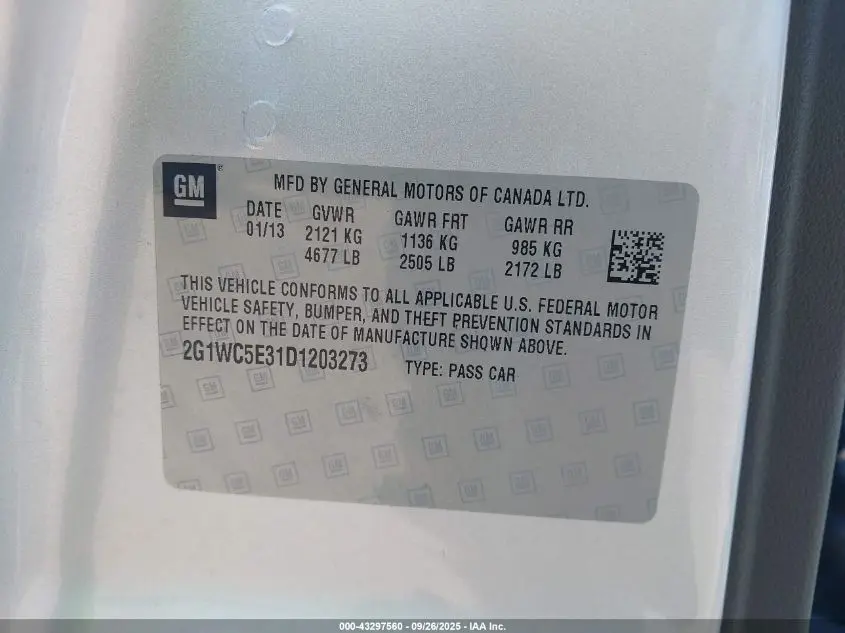 GM
MFD BY GENERAL MOTORS OF CANADA LTD.
DATE GVWR GAWR FRT GAWR RR
01/13 2121 KG 1136 KG 985 KG
4677 LB 2505 LB 2172 LB
THIS VEHICLE CONFORMS TO ALL APPLICABLE U.S. FEDERAL MOTOR
VEHICLE SAFETY, BUMPER, AND THEFT PREVENTION STANDARDS IN
EFFECT ON THE DATE OF MANUFACTURE SHOWN ABOVE.
2G1WC5E31D1203273 TYPE: PASS CAR
000-43297560 - 09/26/2025 - IAA Inc.